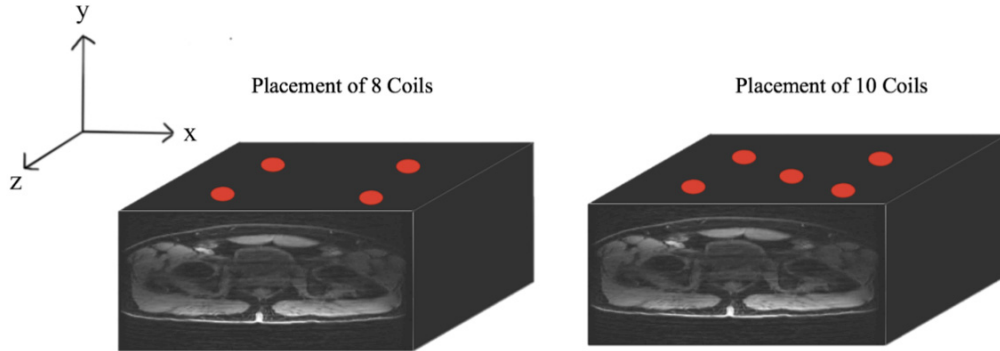 y
x
z
Placement of 8 Coils
Placement of 10 Coils